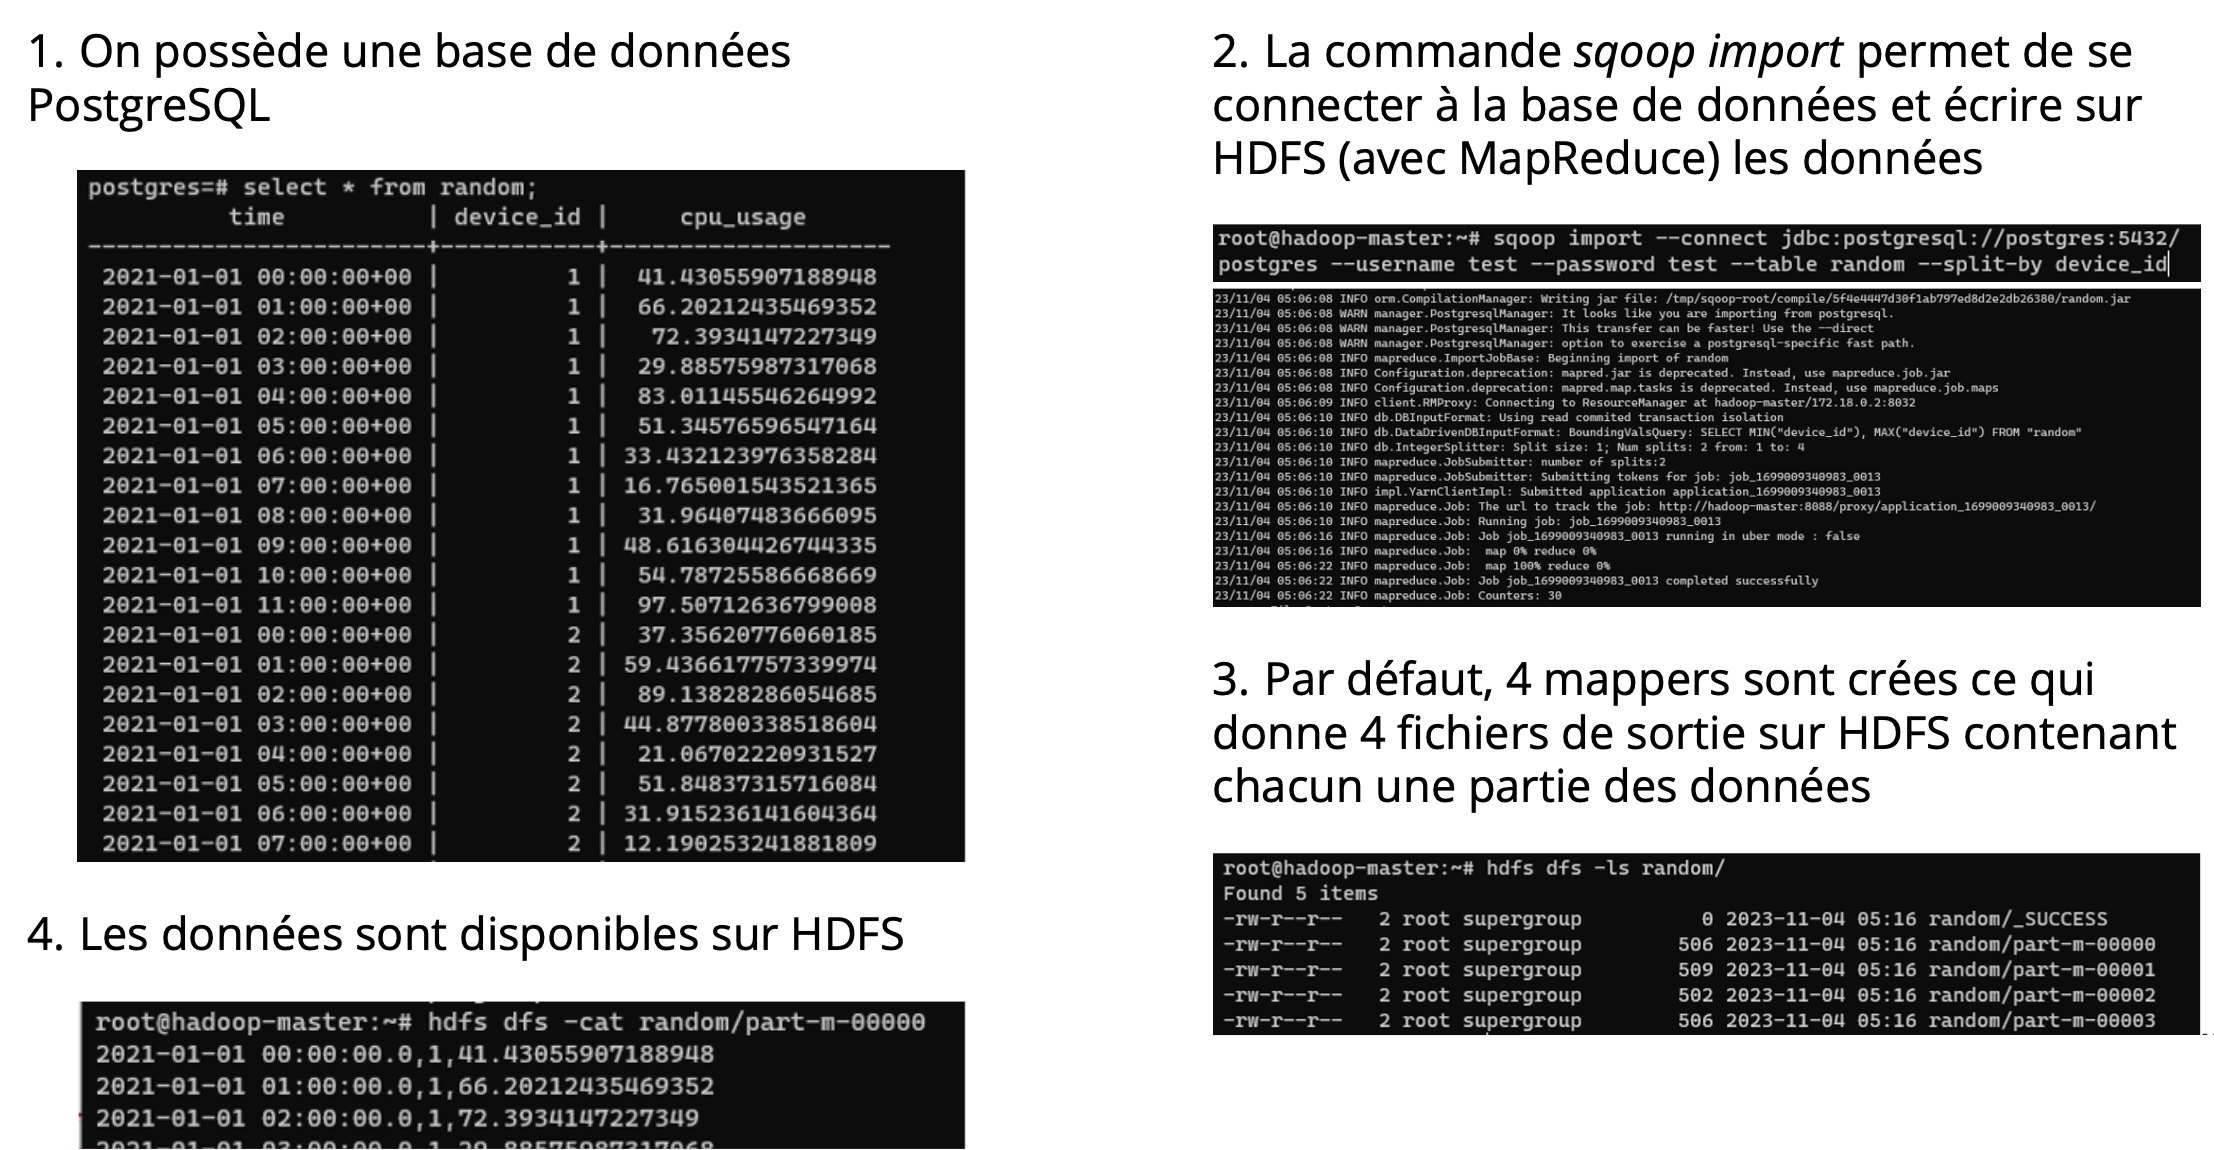 1. On possède une base de données
PostgreSQL
postgres=# select * from random;
time | device_id | cpu_usage
------------------------+-----------+--------------------
2021-01-01 00:00:00+00 | 1 | 41.43055907188948
2021-01-01 01:00:00+00 | 1 | 66.20212435469352
2021-01-01 02:00:00+00 | 1 | 72.3934147227349
2021-01-01 03:00:00+00 | 1 | 29.88575987317068
2021-01-01 04:00:00+00 | 1 | 83.01145546264992
2021-01-01 05:00:00+00 | 1 | 51.34576596547164
2021-01-01 06:00:00+00 | 1 | 33.432123976358284
2021-01-01 07:00:00+00 | 1 | 16.765001543521365
2021-01-01 08:00:00+00 | 1 | 31.964074836660​95
2021-01-01 09:00:00+00 | 1 | 48.616304426744335
2021-01-01 10:00:00+00 | 1 | 54.78725586668669
2021-01-01 11:00:00+00 | 1 | 97.50712636799008
2021-01-01 00:00:00+00 | 2 | 37.35620776060185
2021-01-01 01:00:00+00 | 2 | 59.436617757339974
2021-01-01 02:00:00+00 | 2 | 89.13828286054685
2021-01-01 03:00:00+00 | 2 | 44.877800338518604
2021-01-01 04:00:00+00 | 2 | 21.06702220931527
2021-01-01 05:00:00+00 | 2 | 51.84837315716084
2021-01-01 06:00:00+00 | 2 | 31.915236141604364
2021-01-01 07:00:00+00 | 2 | 12.190253241881809
2. La commande sqoop import permet de se
connecter à la base de données et écrire sur
HDFS (avec MapReduce) les données
root@hadoop-master:~# sqoop import --connect jdbc:postgresql://postgres:5432/
postgres --username test --password test --table random --split-by device_id
23/11/04 05:06:08 INFO orm.CompilationManager: Writing jar file: /tmp/sqoop-root/compile/5f4e4447d30f1ab797ed8d2e2db26380/random.jar
23/11/04 05:06:08 WARN manager.PostgresqlManager: It looks like you are importing from postgresql.
23/11/04 05:06:08 WARN manager.PostgresqlManager: This transfer can be faster! Use the --direct
23/11/04 05:06:08 WARN manager.PostgresqlManager: option to exercise a postgresql-specific fast path.
23/11/04 05:06:08 INFO mapreduce.ImportJobBase: Beginning import of random
23/11/04 05:06:08 INFO Configuration.deprecation: mapred.jar is deprecated. Instead, use mapreduce.job.jar
23/11/04 05:06:08 INFO Configuration.deprecation: mapred.map.tasks is deprecated. Instead, use mapreduce.job.maps
23/11/04 05:06:09 INFO client.RMProxy: Connecting to ResourceManager at hadoop-master/172.18.0.2:8032
23/11/04 05:06:10 INFO db.DBInputFormat: Using read commited transaction isolation
23/11/04 05:06:10 INFO db.DataDrivenDBInputFormat: BoundingValsQuery: SELECT MIN("device_id"), MAX("device_id") FROM "random"
23/11/04 05:06:10 INFO db.IntegerSplitter: Split size: 1; Num splits: 2 from: 1 to: 4
23/11/04 05:06:10 INFO mapreduce.JobSubmitter: number of splits:2
23/11/04 05:06:10 INFO mapreduce.JobSubmitter: Submitting tokens for job: job_1699009340983_0013
23/11/04 05:06:10 INFO impl.YarnClientImpl: Submitted application application_1699009340983_0013
23/11/04 05:06:10 INFO mapreduce.Job: The url to track the job: http://hadoop-master:8088/proxy/application_1699009340983_0013/
23/11/04 05:06:10 INFO mapreduce.Job: Running job: job_1699009340983_0013
23/11/04 05:06:16 INFO mapreduce.Job: Job job_1699009340983_0013 running in uber mode : false
23/11/04 05:06:16 INFO mapreduce.Job: map 0% reduce 0%
23/11/04 05:06:22 INFO mapreduce.Job: map 100% reduce 0%
23/11/04 05:06:22 INFO mapreduce.Job: Job job_1699009340983_0013 completed successfully
23/11/04 05:06:22 INFO mapreduce.Job: Counters: 30
3. Par défaut, 4 mappers sont crées ce qui
donne 4 fichiers de sortie sur HDFS contenant
chacun une partie des données
root@hadoop-master:~# hdfs dfs -ls random/
Found 5 items
-rw-r--r-- 2 root supergroup 0 2023-11-04 05:16 random/_SUCCESS
-rw-r--r-- 2 root supergroup 506 2023-11-04 05:16 random/part-m-00000
-rw-r--r-- 2 root supergroup 509 2023-11-04 05:16 random/part-m-00001
-rw-r--r-- 2 root supergroup 502 2023-11-04 05:16 random/part-m-00002
-rw-r--r-- 2 root supergroup 506 2023-11-04 05:16 random/part-m-00003
4. Les données sont disponibles sur HDFS
root@hadoop-master:~# hdfs dfs -cat random/part-m-00000
2021-01-01 00:00:00.0,1,41.43055907188948
2021-01-01 01:00:00.0,1,66.20212435469352
2021-01-01 02:00:00.0,1,72.3934147227349